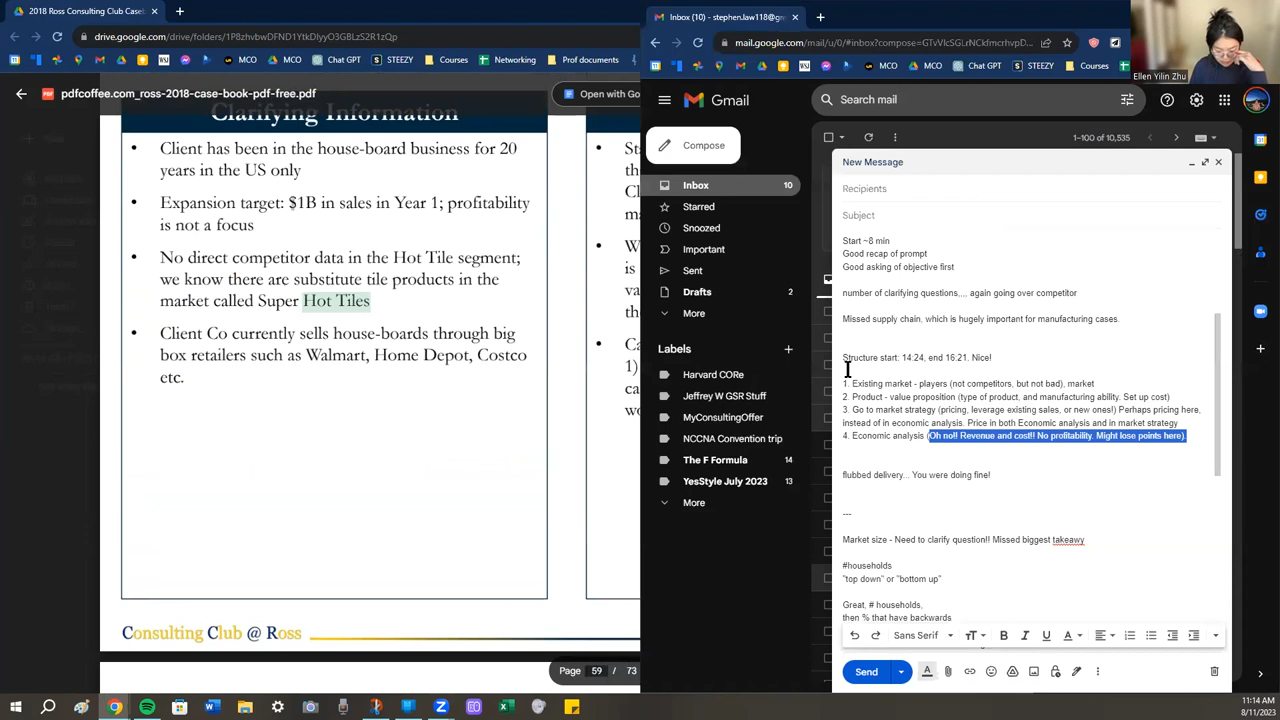 2018 Ross Consulting Club Caseb
drive.google.com/drive/folders/1P8zhvbwDFND1YtkDlyyO3GBLzS2R1zQp
MCO
MCO
Chat GPT
STEEZY
Coursera
Peloton
Networking
Prof documents
pdfcoffee.com_ross-2018-case-book-pdf-free.pdf
Open with Go
Clarifying Information
• Client has been in the house-board business for 20
years in the US only
• Expansion target: $1B in sales in Year 1; profitability
is not a focus
• No direct competitor data in the Hot Tile segment;
we know there are substitute tile products in the
market called Super Hot Tiles
• Client Co currently sells house-boards through big
box retailers such as Walmart, Home Depot, Costco
etc.
Consulting Club @ Ross
Page 59 / 73
Inbox (10) - stephenlaw118@gm
mail.google.com/mail/u/0/#inbox?compose=
MCO
MCO
Chat GPT
STEEZY
Ellen Yilin Zhu
Gmail
Search mail
Compose
1–100 of 10,535
Inbox 10
Starred
Snoozed
Important
Sent
Drafts 2
More
Labels
Harvard CORe
Jeffrey W GSR Stuff
MyConsultingOffer
NCCNA Convention trip
The F Formula 14
YesStyle July 2023 13
More
New Message
Recipients
Subject
Start ~8 min
Good recap of prompt
Good asking of objective first
number of clarifying questions,,,, again going over competitor
Missed supply chain, which is hugely important for manufacturing cases.
Structure start: 14:24, end 16:21. Nice!
1. Existing market - players (not competitors, but not bad), market
2. Product - value proposition (type of product, and manufacturing ability. Set up cost)
3. Go to market strategy (pricing, leverage existing sales, or new ones!) Perhaps pricing here,
instead of in economic analysis. Price in both Economic analysis and in market strategy
4. Economic analysis (Oh no!! Revenue and cost!! No profitability. Might lose points here).
flubbed delivery... You were doing fine!
---
Market size - Need to clarify question!! Missed biggest takeawy
#households
"top down" or "bottom up"
Great, # households,
then % that have backwards
Sans Serif
Send
11:14 AM
8/11/2023